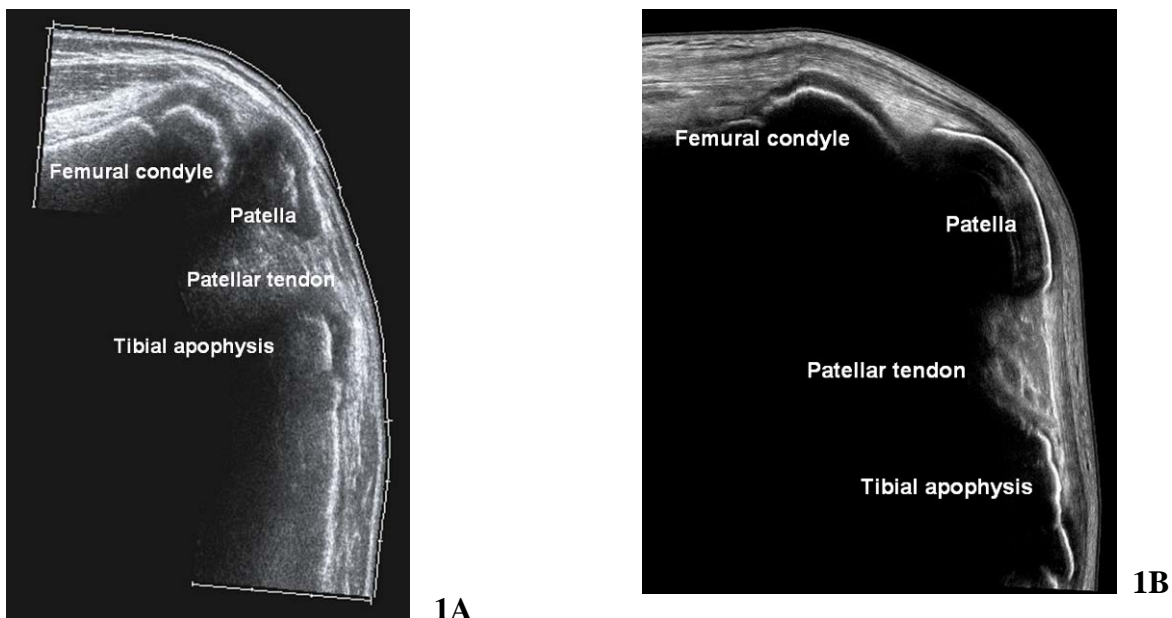 Femural condyle
Patella
Patellar tendon
Tibial apophysis
1A
Femural condyle
Patella
Patellar tendon
Tibial apophysis
1B